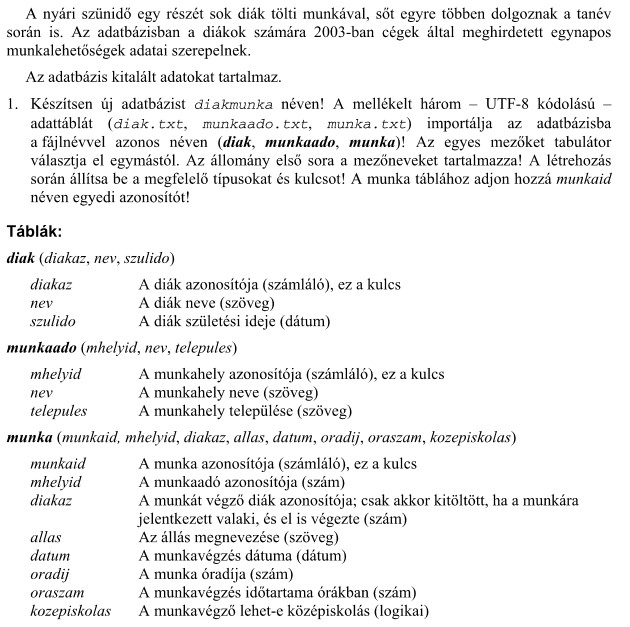 A nyári szünidő egy részét sok diák tölti munkával, sőt egyre többen dolgoznak a tanév
során is. Az adatbázisban a diákok számára 2003-ban cégek által meghirdetett egynapos
munkalehetőségek adatai szerepelnek.
Az adatbázis kitalált adatokat tartalmaz.
1. Készítsen új adatbázist diakmunka néven! A mellékelt három – UTF-8 kódolású –
adattáblát (diak.txt, munkaado.txt, munka.txt) importálja az adatbázisba
a fájlnévvel azonos néven (diak, munkaado, munka)! Az egyes mezőket tabulátor
választja el egymástól. Az állomány első sora a mezőneveket tartalmazza! A létrehozás
során állítsa be a megfelelő típusokat és kulcsot! A munka táblához adjon hozzá munkaid
néven egyedi azonosítót!
Táblák:
diak (diakaz, nev, szulido)
diakaz A diák azonosítója (számláló), ez a kulcs
nev A diák neve (szöveg)
szulido A diák születési ideje (dátum)
munkaado (mhelyid, nev, telepules)
mhelyid A munkahely azonosítója (számláló), ez a kulcs
nev A munkahely neve (szöveg)
telepules A munkahely települése (szöveg)
munka (munkaid, mhelyid, diakaz, allas, datum, oradij, oraszam, kozepiskolas)
munkaid A munka azonosítója (számláló), ez a kulcs
mhelyid A munkaadó azonosítója (szám)
diakaz A munkát végző diák azonosítója; csak akkor kitöltött, ha a munkára
jelentkezett valaki, és el is végezte (szám)
allas Az állás megnevezése (szöveg)
datum A munkavégzés dátuma (dátum)
oradij A munka óradíja (szám)
oraszam A munkavégzés időtartama órákban (szám)
kozepiskolas A munkavégző lehet-e középiskolás (logikai)